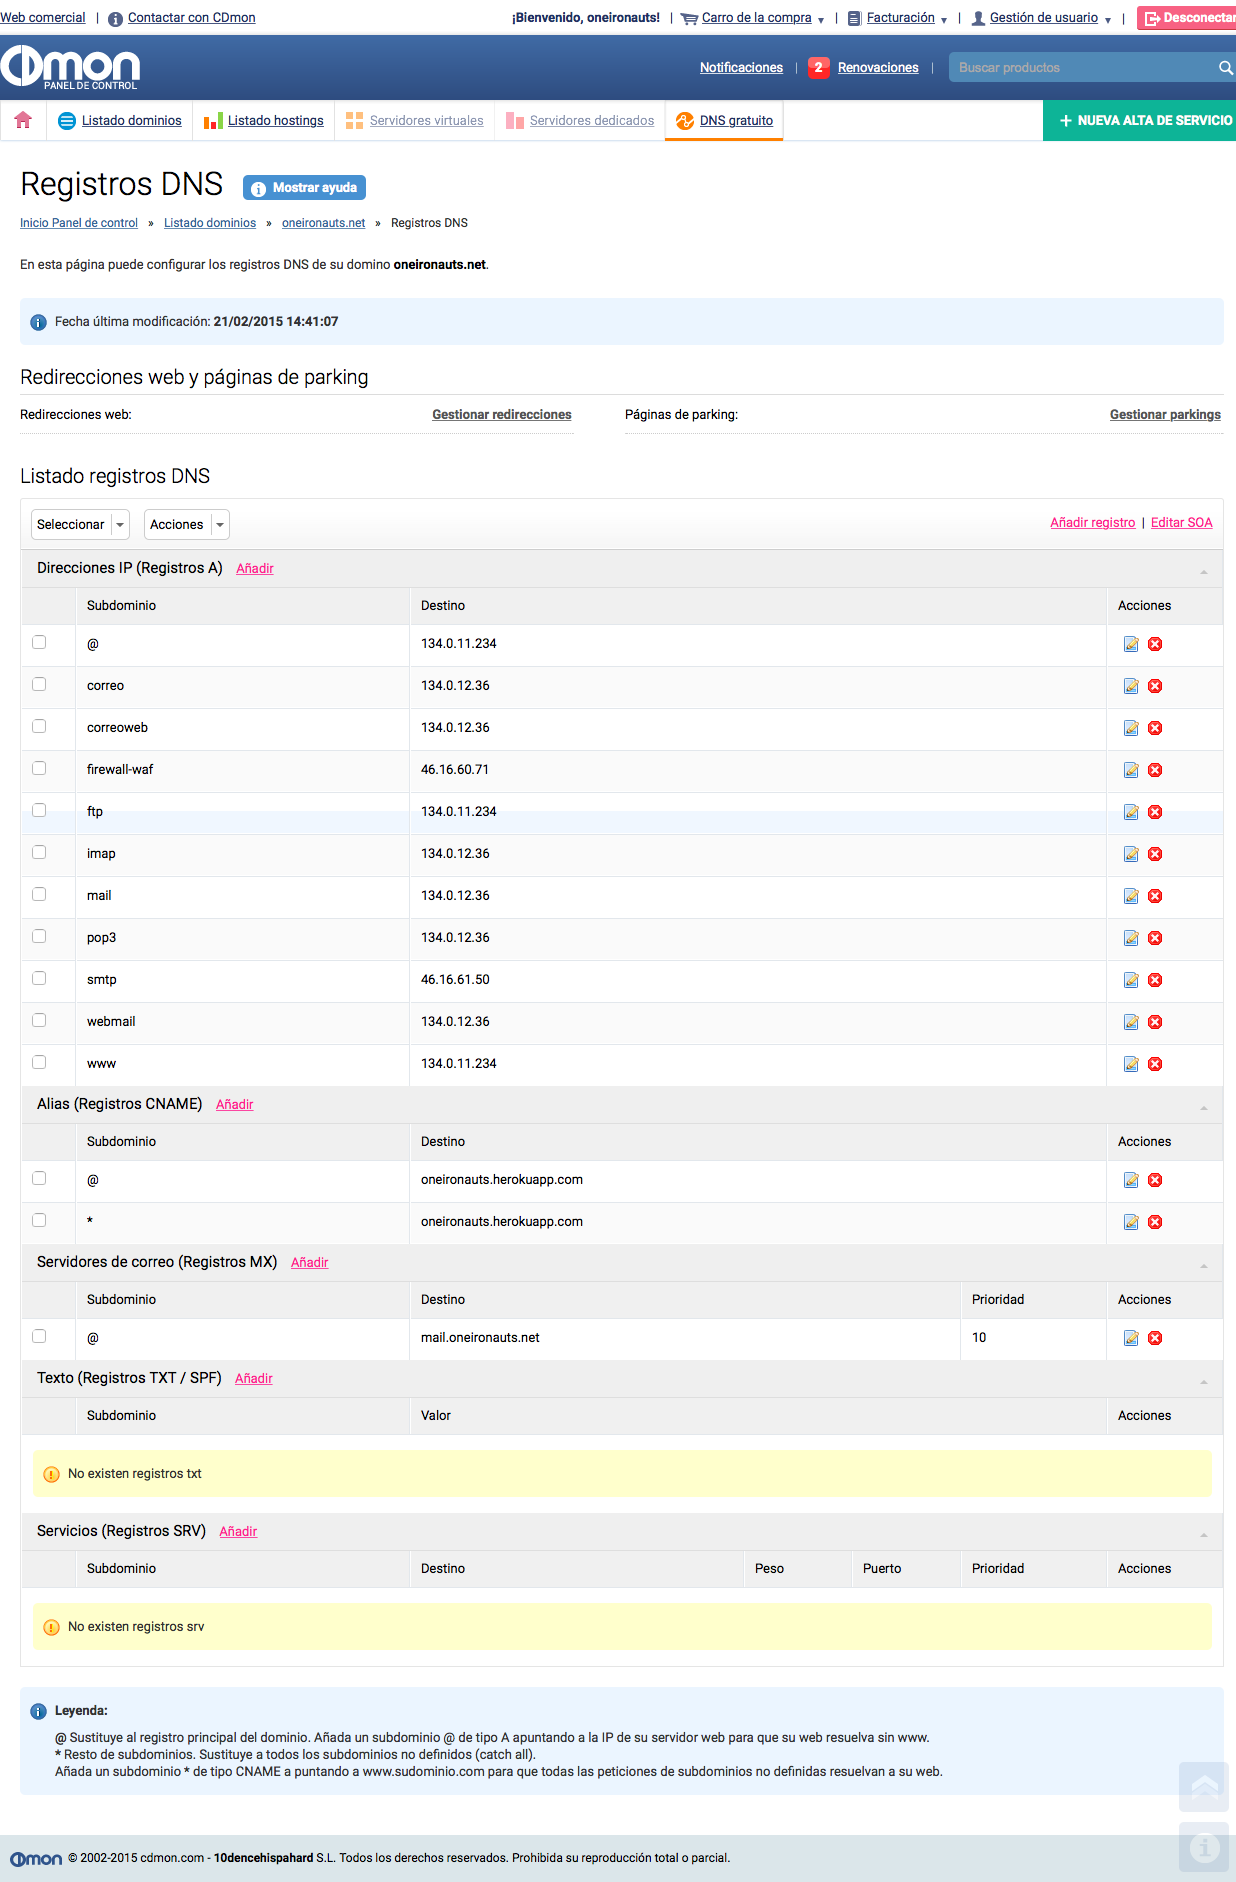 Web comercial | Contactar con CDmon ¡Bienvenido, oneironauts! | Carro de la compra | Facturación | Gestión de usuario | Desconectar
CDmon
PANEL DE CONTROL
Notificaciones | 2 Renovaciones | Buscar productos
Listado dominios Listado hostings Servidores virtuales Servidores dedicados DNS gratuito + NUEVA ALTA DE SERVICIO
Registros DNS Mostrar ayuda
Inicio Panel de control » Listado dominios » oneironauts.net » Registros DNS
En esta página puede configurar los registros DNS de su domino oneironauts.net.
Fecha última modificación: 21/02/2015 14:41:07
Redirecciones web y páginas de parking
Redirecciones web: Gestionar redirecciones Páginas de parking: Gestionar parkings
Listado registros DNS
Seleccionar Acciones Añadir registro | Editar SOA
Direcciones IP (Registros A) Añadir
Subdominio Destino Acciones
@ 134.0.11.234
correo 134.0.12.36
correoweb 134.0.12.36
firewall-waf 46.16.60.71
ftp 134.0.11.234
imap 134.0.12.36
mail 134.0.12.36
pop3 134.0.12.36
smtp 46.16.61.50
webmail 134.0.12.36
www 134.0.11.234
Alias (Registros CNAME) Añadir
Subdominio Destino Acciones
@ oneironauts.herokuapp.com
* oneironauts.herokuapp.com
Servidores de correo (Registros MX) Añadir
Subdominio Destino Prioridad Acciones
@ mail.oneironauts.net 10
Texto (Registros TXT / SPF) Añadir
Subdominio Valor Acciones
No existen registros txt
Servicios (Registros SRV) Añadir
Subdominio Destino Peso Puerto Prioridad Acciones
No existen registros srv
Leyenda:
@ Sustituye al registro principal del dominio. Añada un subdominio @ de tipo A apuntando a la IP de su servidor web para que su web resuelva sin www.
* Resto de subdominios. Sustituye a todos los subdominios no definidos (catch all).
Añada un subdominio * de tipo CNAME a puntando a www.sudominio.com para que todas las peticiones de subdominios no definidas resuelvan a su web.
CDmon © 2002-2015 cdmon.com - 10dencehispahard S.L. Todos los derechos reservados. Prohibida su reproducción total o parcial.